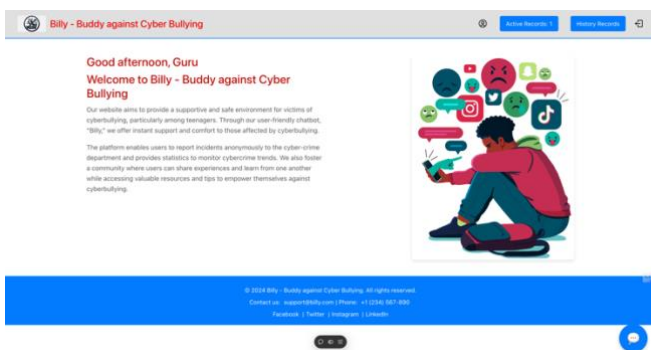 Billy - Buddy against Cyber Bullying
Active Records: 1
History Records
Good afternoon, Guru
Welcome to Billy - Buddy against Cyber
Bullying
Our website aims to provide a supportive and safe environment for victims of
cyberbullying, particularly among teenagers. Through our user-friendly chatbot,
"Billy," we offer instant support and comfort to those affected by cyberbullying.
The platform enables users to report incidents anonymously to the cyber-crime
department and provides statistics to monitor cybercrime trends. We also foster
a community where users can share experiences and learn from one another
while accessing valuable resources and tips to empower themselves against
cyberbullying.
© 2024 Billy - Buddy against Cyber Bullying. All rights reserved.
Contact us: support@billy.com | Phone: +1 (234) 567-890
Facebook | Twitter | Instagram | LinkedIn